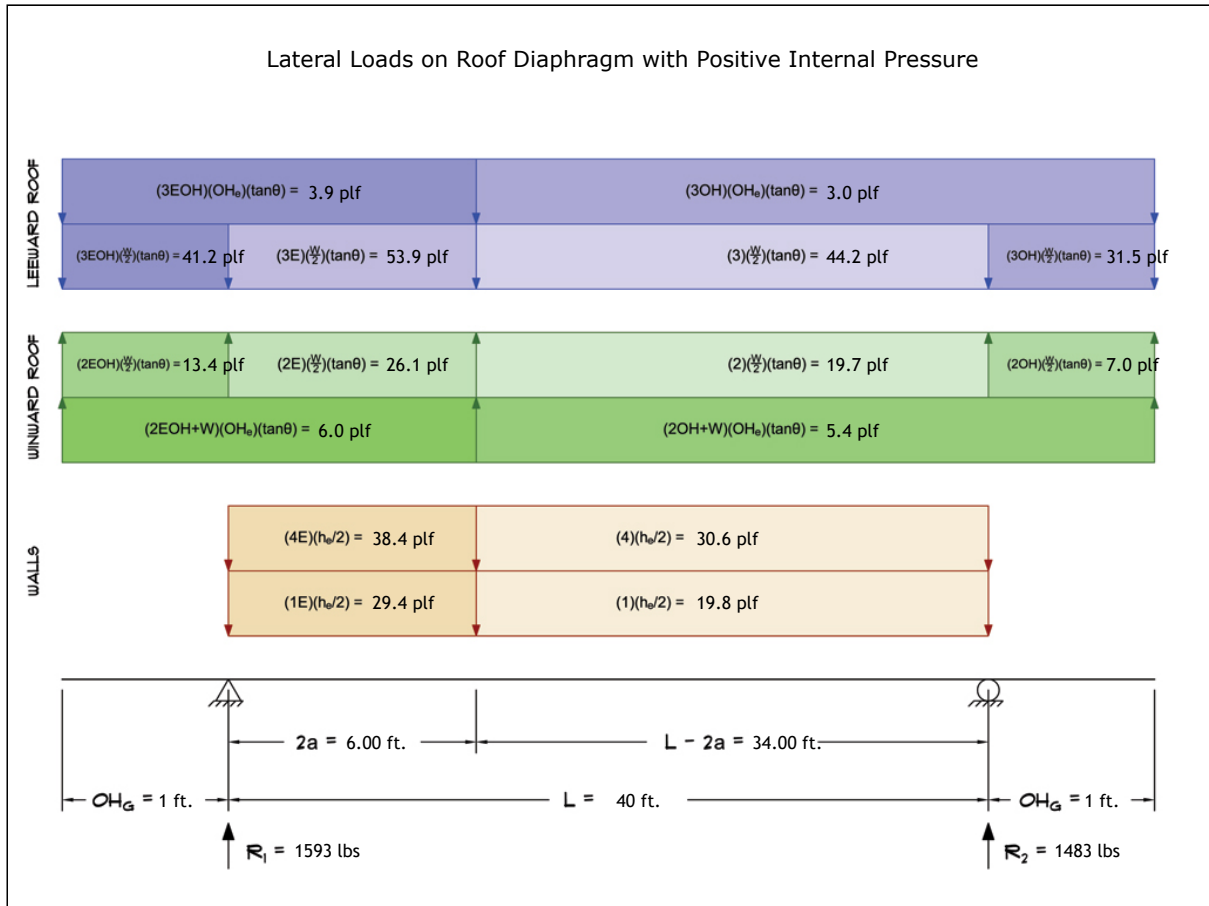 Lateral Loads on Roof Diaphragm with Positive Internal Pressure
LEEWARD ROOF
(3EOH)(OHₑ)(tanθ) = 3.9 plf
(3OH)(OHₑ)(tanθ) = 3.0 plf
(3EOH)(W/2)(tanθ) = 41.2 plf
(3E)(W/2)(tanθ) = 53.9 plf
(3)(W/2)(tanθ) = 44.2 plf
(3OH)(W/2)(tanθ) = 31.5 plf
WINWARD ROOF
(2EOH)(W/2)(tanθ) = 13.4 plf
(2E)(W/2)(tanθ) = 26.1 plf
(2)(W/2)(tanθ) = 19.7 plf
(2OH)(W/2)(tanθ) = 7.0 plf
(2EOH+W)(OHₑ)(tanθ) = 6.0 plf
(2OH+W)(OHₑ)(tanθ) = 5.4 plf
WALLS
(4E)(hₑ/2) = 38.4 plf
(4)(hₑ/2) = 30.6 plf
(1E)(hₑ/2) = 29.4 plf
(1)(hₑ/2) = 19.8 plf
2a = 6.00 ft.
L - 2a = 34.00 ft.
OH_G = 1 ft.
L = 40 ft.
OH_G = 1 ft.
R₁ = 1593 lbs
R₂ = 1483 lbs